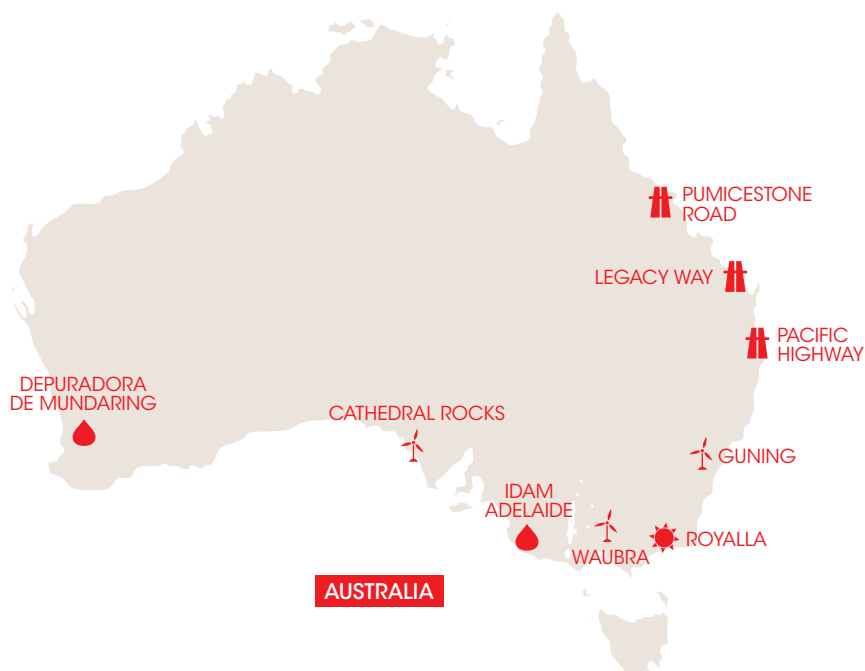 PUMICESTONE
ROAD
LEGACY WAY
PACIFIC
HIGHWAY
DEPURADORA
DE MUNDARING
CATHEDRAL ROCKS
GUNING
IDAM
ADELAIDE
WAUBRA
ROYALLA
AUSTRALIA